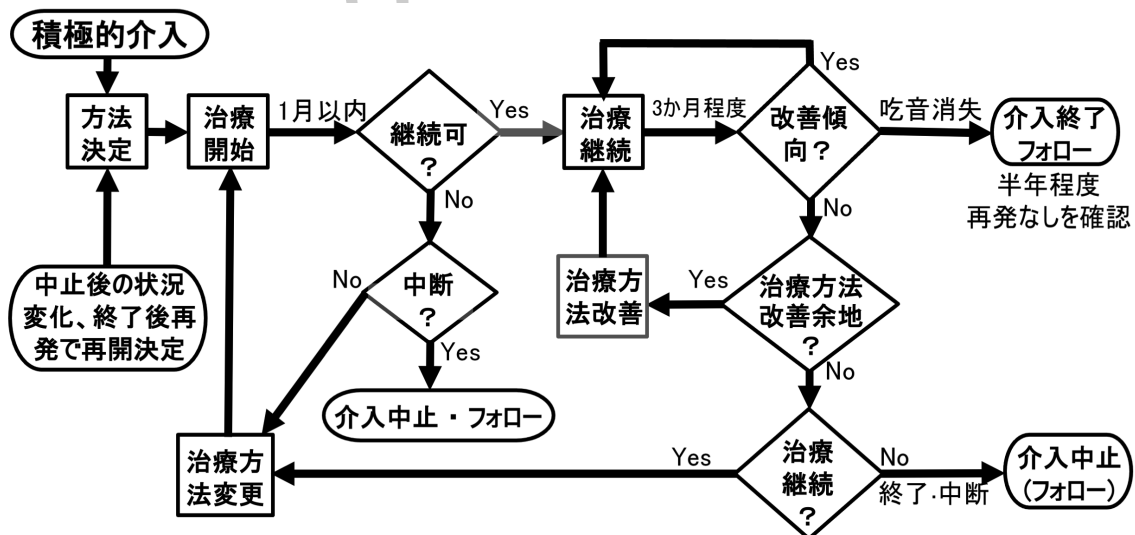 積極的介入
方法
決定
治療
開始
1月以内
継続可
?
Yes
治療
継続
3か月程度
改善傾
向?
Yes
吃音消失
介入終了
フォロー
半年程度
再発なしを確認
No
No
中止後の状況
変化、終了後再
発で再開決定
No
中断
?
Yes
介入中止・フォロー
治療方
法改善
Yes
治療方法
改善余地
?
No
治療方
法変更
Yes
治療
継続
?
No
終了・中断
介入中止
(フォロー)